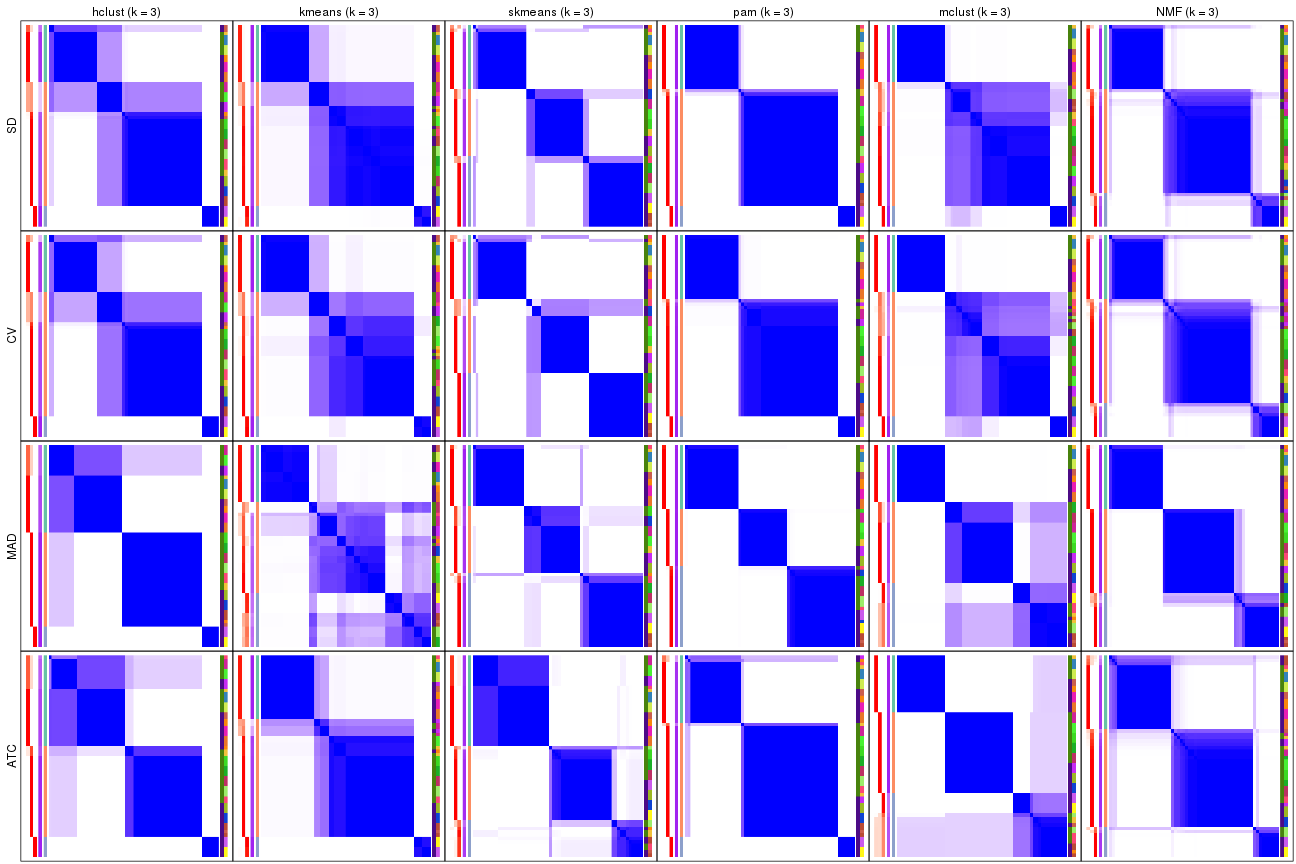 hclust (k = 3)
kmeans (k = 3)
skmeans (k = 3)
pam (k = 3)
mclust (k = 3)
NMF (k = 3)
SD
CV
MAD
ATC